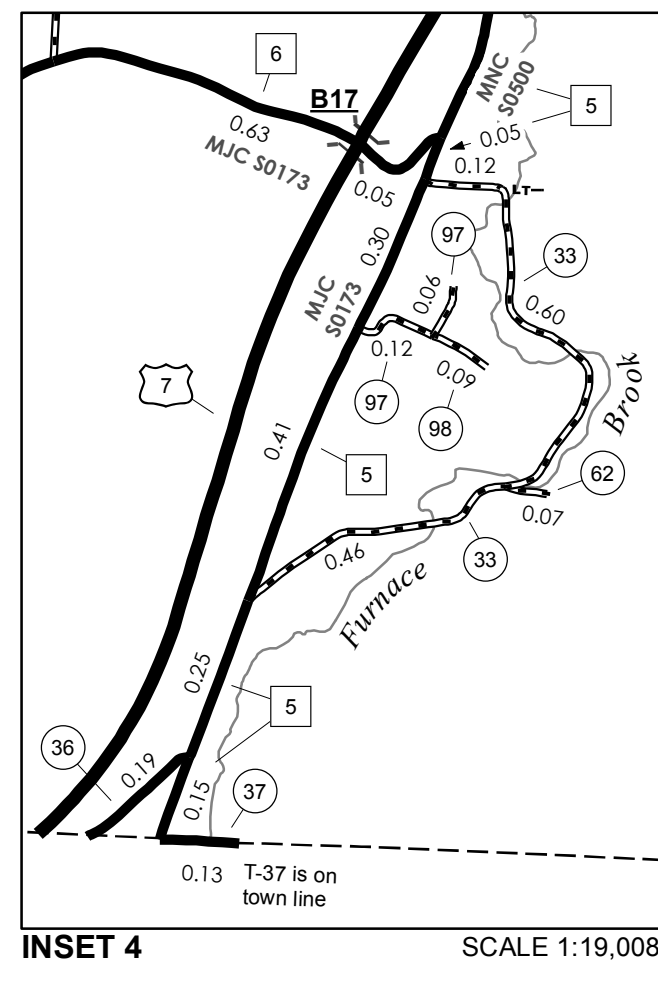 6
B17
MNC
S0500
5
0.63
0.05
MJC S0173
0.12
LT
0.05
97
33
0.30
0.06
MJC
S0173
0.60
0.12
7
0.09
97
98
Brook
0.41
5
62
0.07
0.46
33
Furnace
0.25
5
36
0.19
37
0.15
0.13
T-37 is on
town line
INSET 4
SCALE 1:19,008